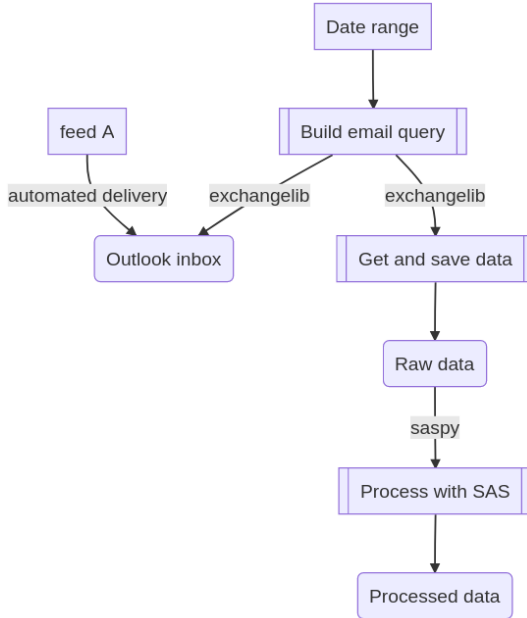 Date range
feed A
Build email query
automated delivery
exchangelib
exchangelib
Outlook inbox
Get and save data
Raw data
saspy
Process with SAS
Processed data